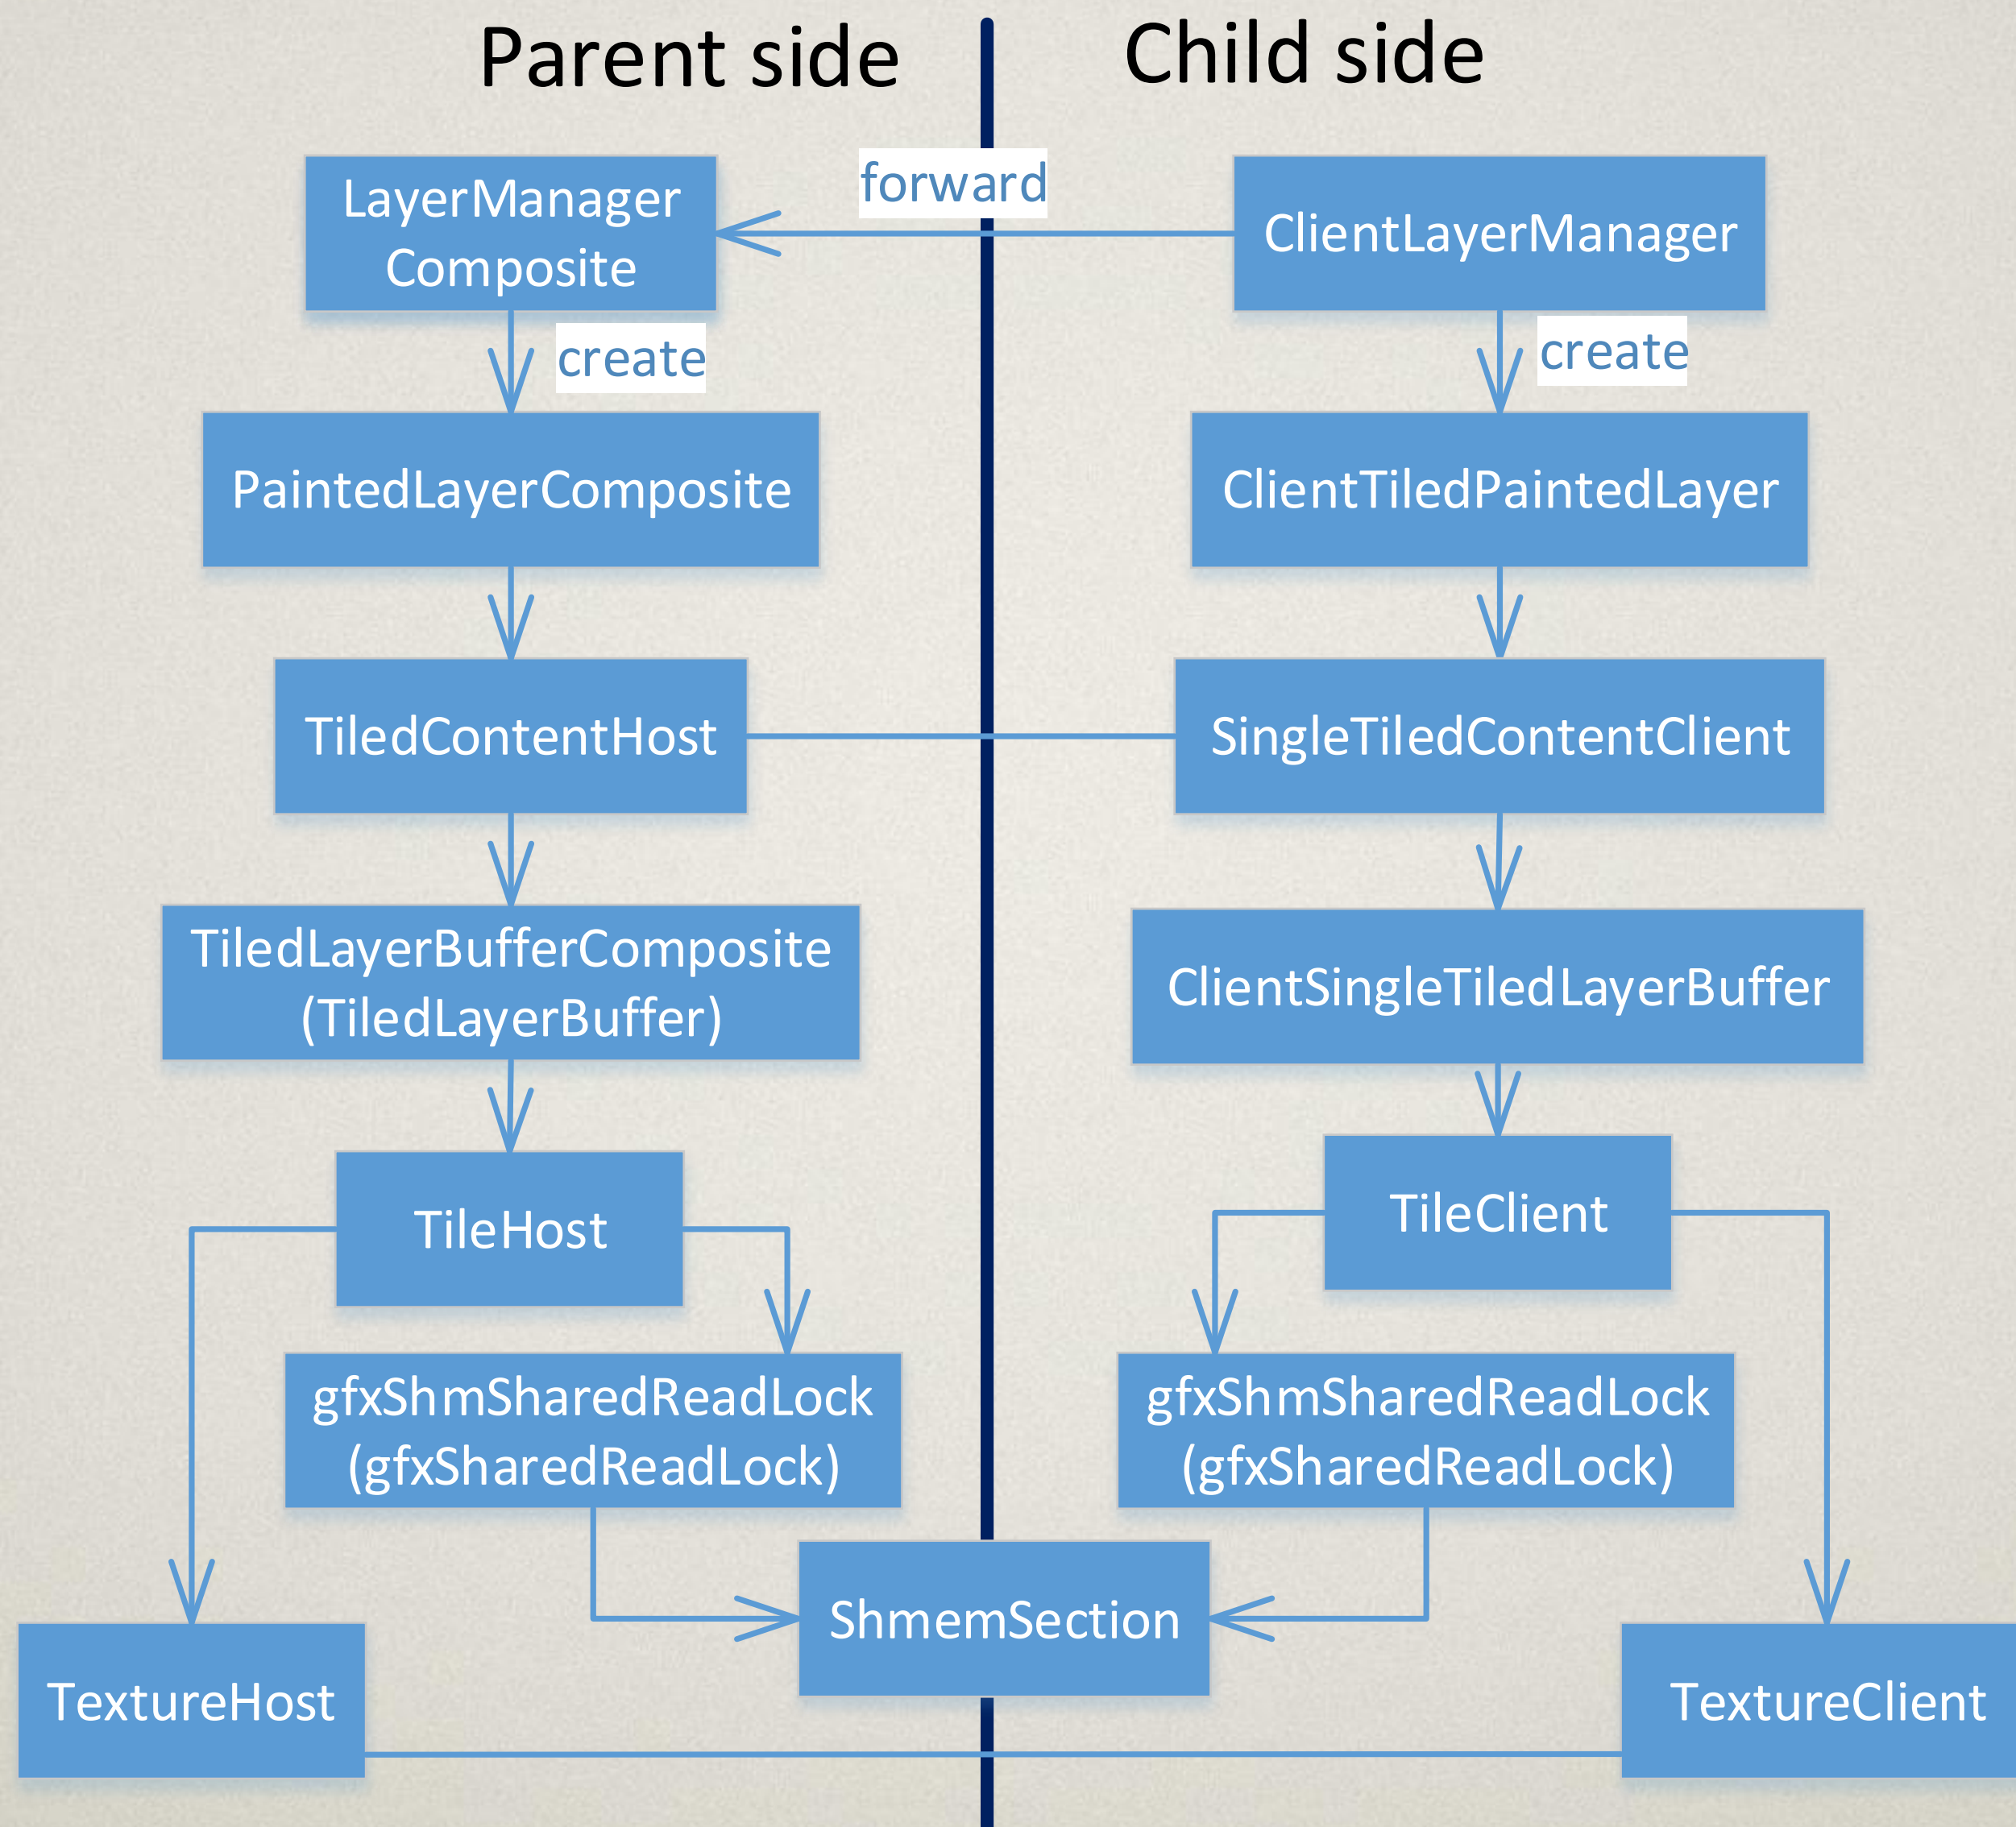 Parent side
Child side
forward
LayerManager
Composite
ClientLayerManager
create
create
PaintedLayerComposite
ClientTiledPaintedLayer
TiledContentHost
SingleTiledContentClient
TiledLayerBufferComposite
(TiledLayerBuffer)
ClientSingleTiledLayerBuffer
TileHost
TileClient
gfxShmSharedReadLock
(gfxSharedReadLock)
gfxShmSharedReadLock
(gfxSharedReadLock)
ShmemSection
TextureHost
TextureClient